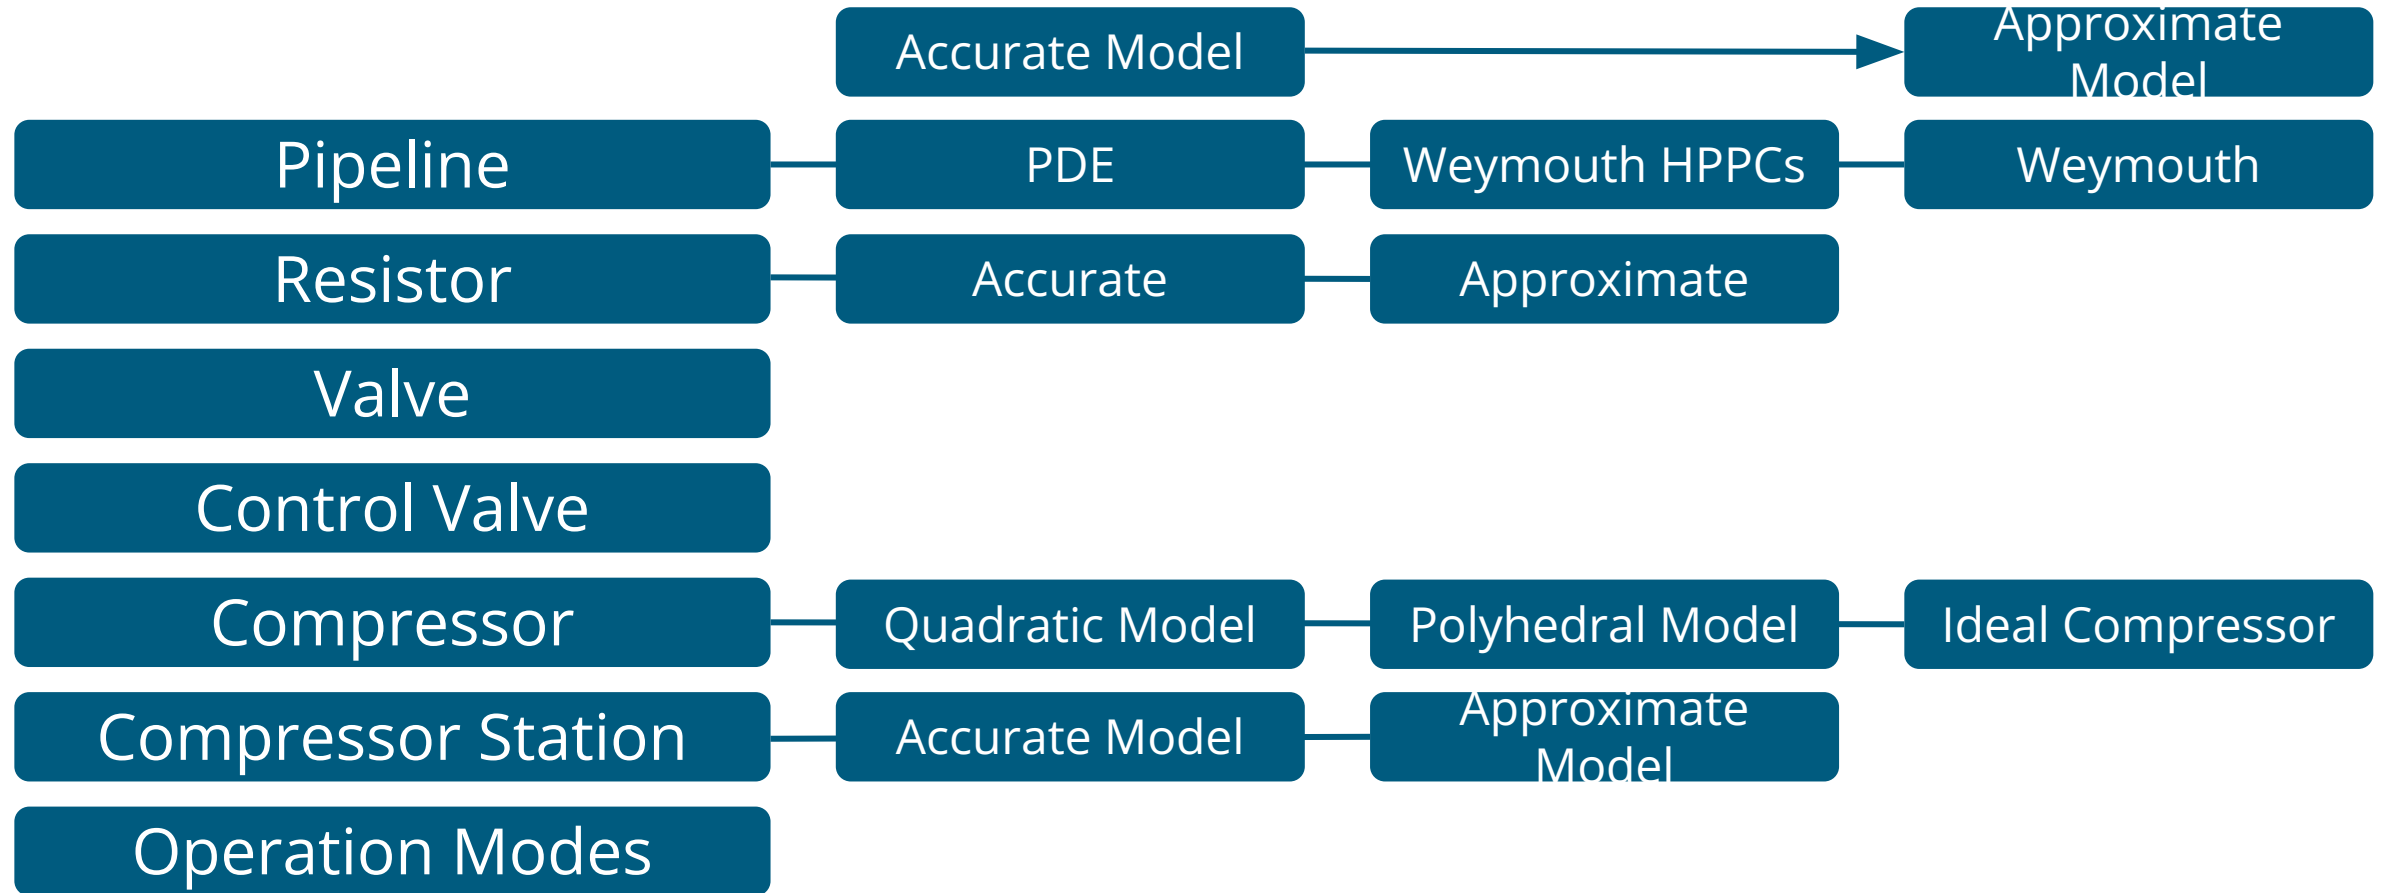 Accurate Model
Approximate
Model
Pipeline
PDE
Weymouth HPPCs
Weymouth
Resistor
Accurate
Approximate
Valve
Control Valve
Compressor
Quadratic Model
Polyhedral Model
Ideal Compressor
Compressor Station
Accurate Model
Approximate
Model
Operation Modes